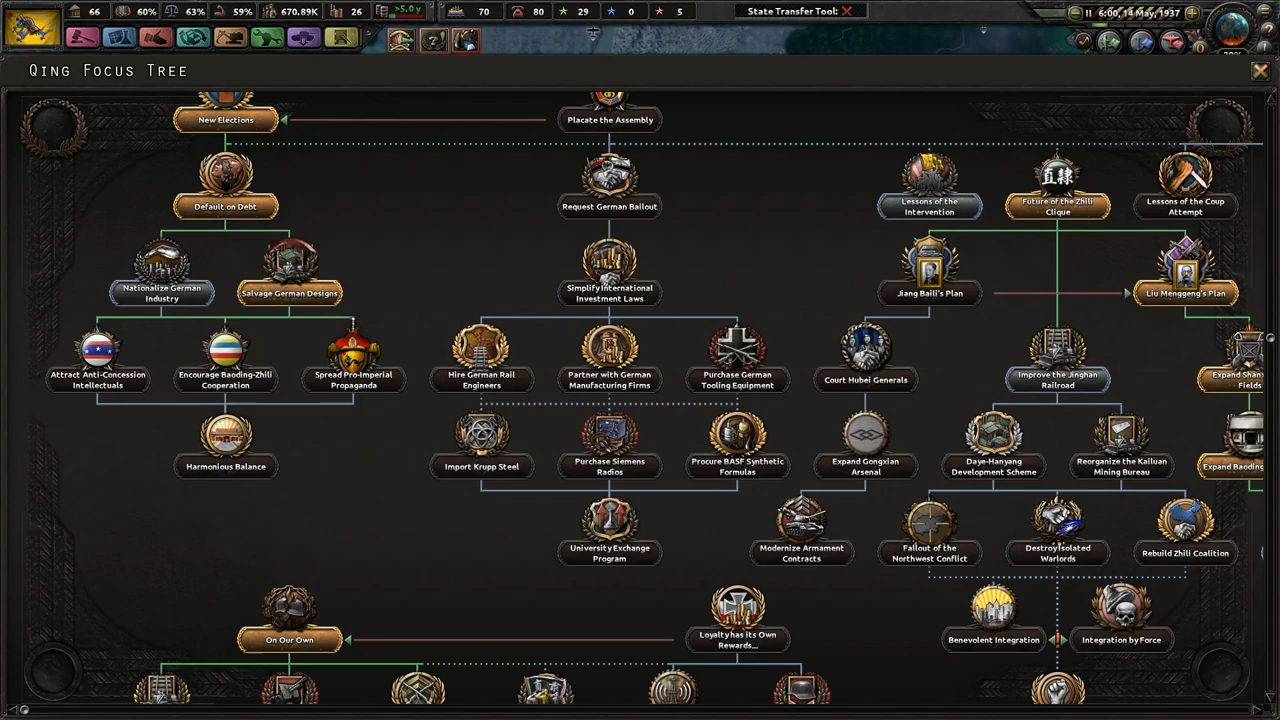 66
60%
63%
59%
670.89K
26
>5.0 y
70
80
29
0
5
State Transfer Tool:
6:00, 14 May, 1937
Qing Focus Tree
New Elections
Placate the Assembly
Default on Debt
Request German Bailout
Lessons of the
Intervention
Future of the Zhili
Clique
直隸
Lessons of the Coup
Attempt
Nationalize German
Industry
Salvage German Designs
Simplify International
Investment Laws
Jiang Baili's Plan
Liu Menggeng's Plan
Attract Anti-Concession
Intellectuals
Encourage Baoding-Zhili
Cooperation
Spread Pro-Imperial
Propaganda
Hire German Rail
Engineers
Partner with German
Manufacturing Firms
Purchase German
Tooling Equipment
Court Hubei Generals
Improve the Jinghan
Railroad
Expand Shan
Fields
Harmonious Balance
Import Krupp Steel
Purchase Siemens
Radios
Procure BASF Synthetic
Formulas
Expand Gongxian
Arsenal
Daye-Hanyang
Development Scheme
Reorganize the Kailuan
Mining Bureau
Expand Baoding
University Exchange
Program
Modernize Armament
Contracts
Fallout of the
Northwest Conflict
Destroy Isolated
Warlords
Rebuild Zhili Coalition
On Our Own
Loyalty has its Own
Rewards...
Benevolent Integration
Integration by Force